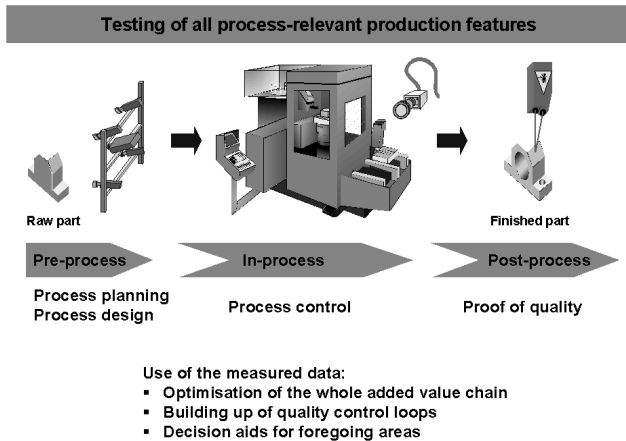 Testing of all process-relevant production features
Raw part
Finished part
Pre-process
In-process
Post-process
Process planning
Process design
Process control
Proof of quality
Use of the measured data:
▪ Optimisation of the whole added value chain
▪ Building up of quality control loops
▪ Decision aids for foregoing areas